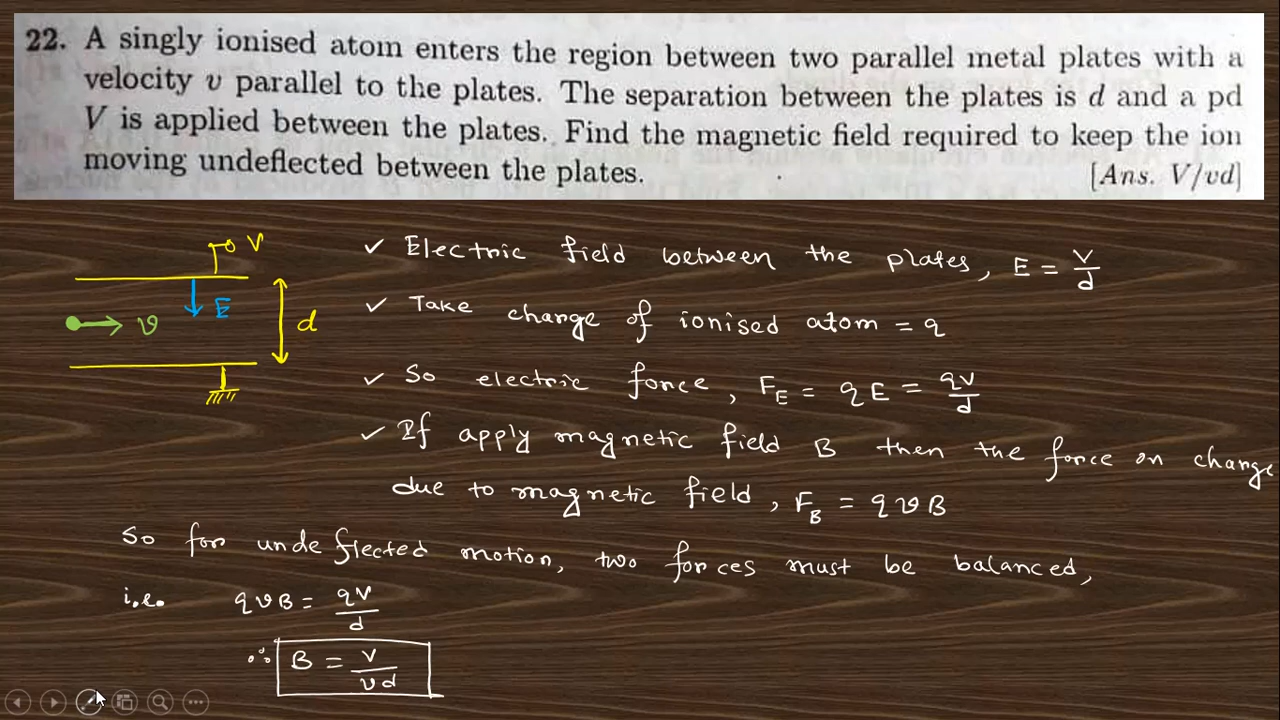 22. A singly ionised atom enters the region between two parallel metal plates with a
velocity v parallel to the plates. The separation between the plates is d and a pd
V is applied between the plates. Find the magnetic field required to keep the ion
moving undeflected between the plates. [Ans. V/vd]
V
E
v
d
✓ Electric field between the plates, E = V/d
✓ Take charge of ionised atom = q
✓ So electric force, F_E = qE = qV/d
✓ If apply magnetic field B then the force on charge
due to magnetic field, F_B = qvB
So for undeflected motion, two forces must be balanced,
i.e. qvB = qV/d
∴ B = V/vd